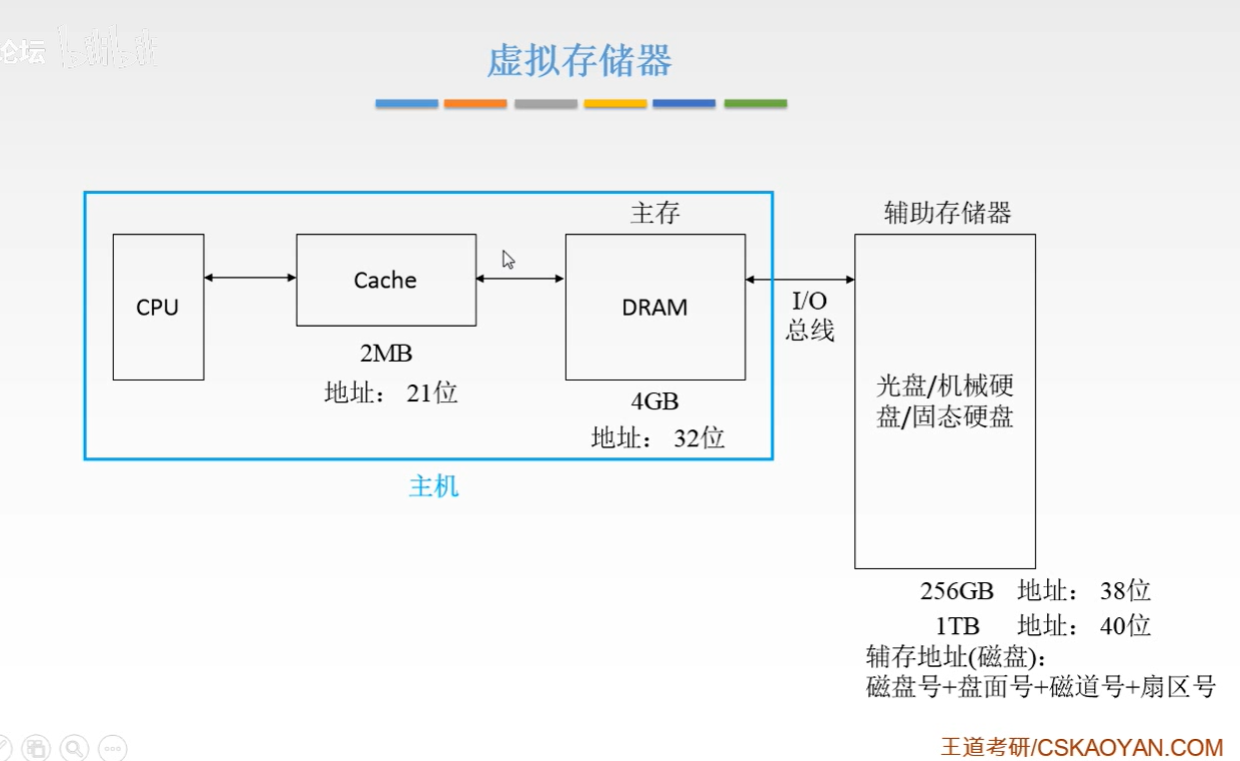 论坛 bilibili
虚拟存储器
主存
辅助存储器
CPU
Cache
DRAM
I/O
总线
2MB
地址： 21位
4GB
地址： 32位
光盘/机械硬
盘/固态硬盘
主机
256GB 地址： 38位
1TB 地址： 40位
辅存地址(磁盘)：
磁盘号+盘面号+磁道号+扇区号
王道考研/CSKAOYAN.COM